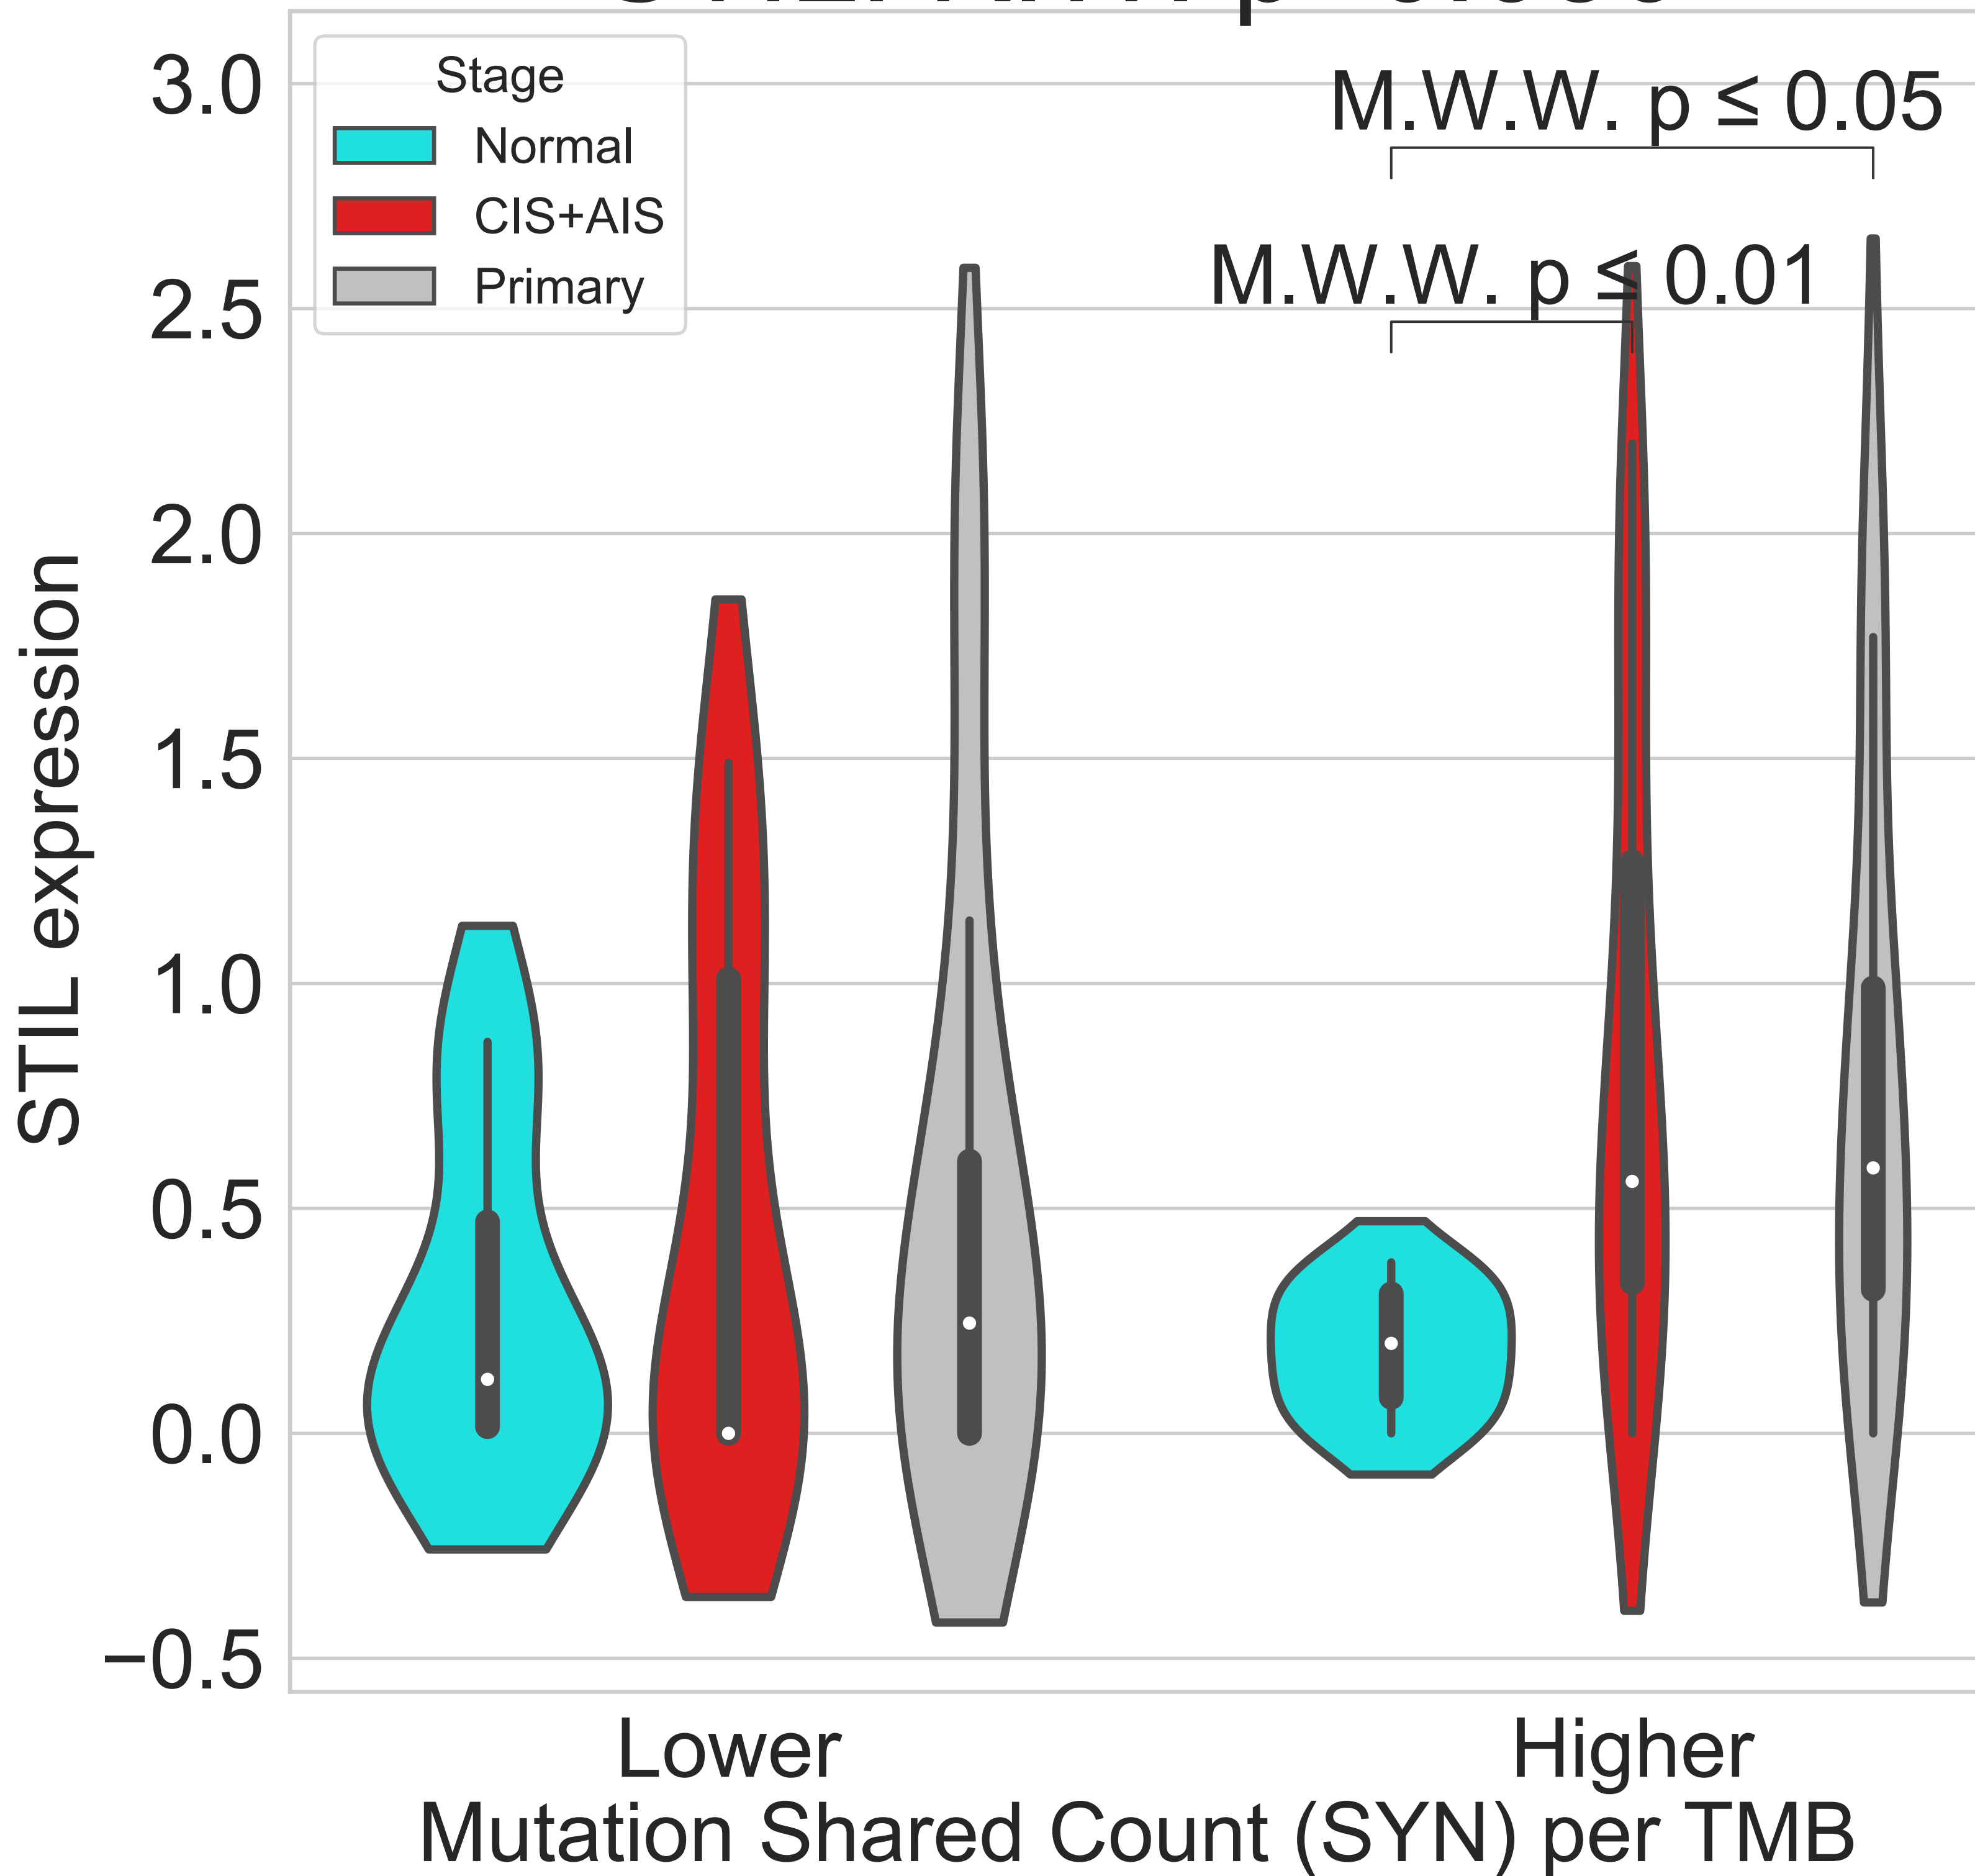 Stage
Normal
CIS+AIS
Primary
M.W.W. p ≤ 0.05
M.W.W. p ≤ 0.01
3.0
2.5
2.0
1.5
1.0
0.5
0.0
−0.5
STIL expression
Lower
Higher
Mutation Shared Count (SYN) per TMB